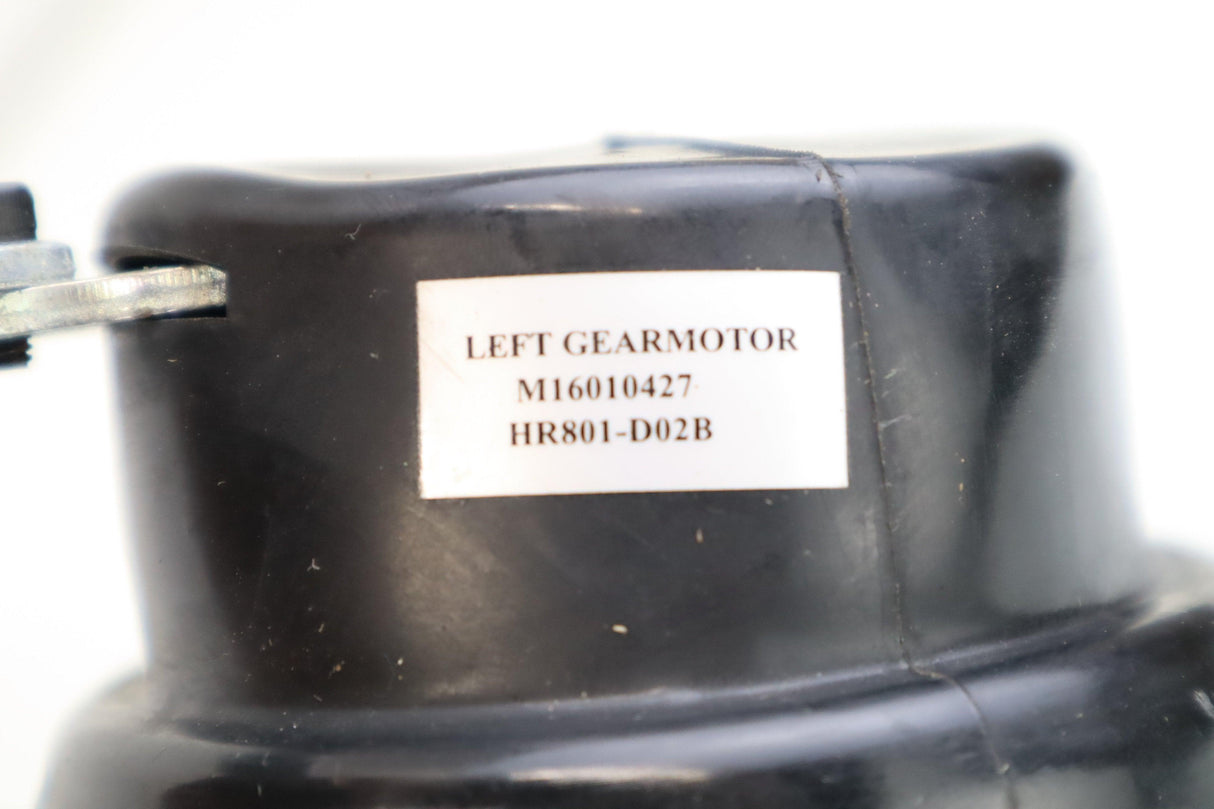 LEFT GEARMOTOR
M16010427
HR801-D02B